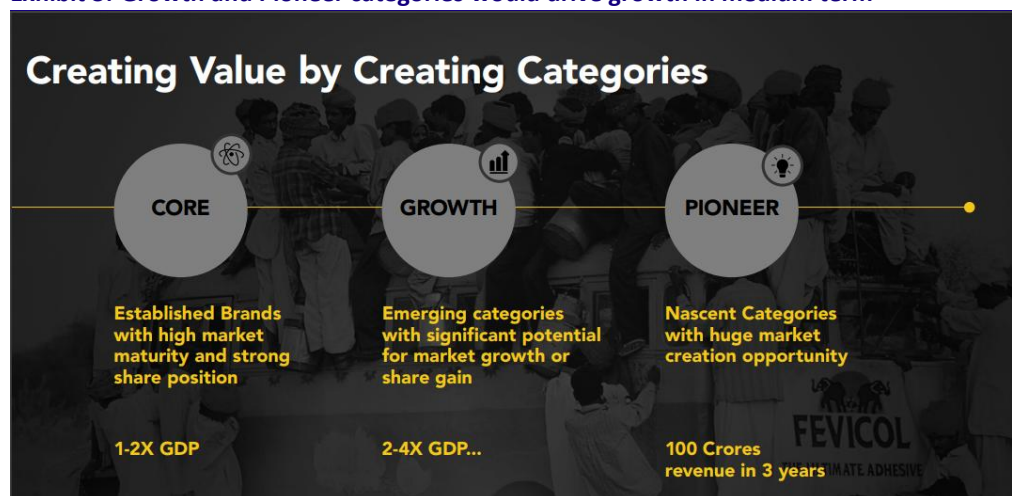 Exhibit 5: Growth and Pioneer categories would drive growth in medium term
Creating Value by Creating Categories
CORE
GROWTH
PIONEER
Established Brands
with high market
maturity and strong
share position
Emerging categories
with significant potential
for market growth or
share gain
Nascent Categories
with huge market
creation opportunity
1-2X GDP
2-4X GDP...
100 Crores
revenue in 3 years
FEVICOL
ULTIMATE ADHESIVE